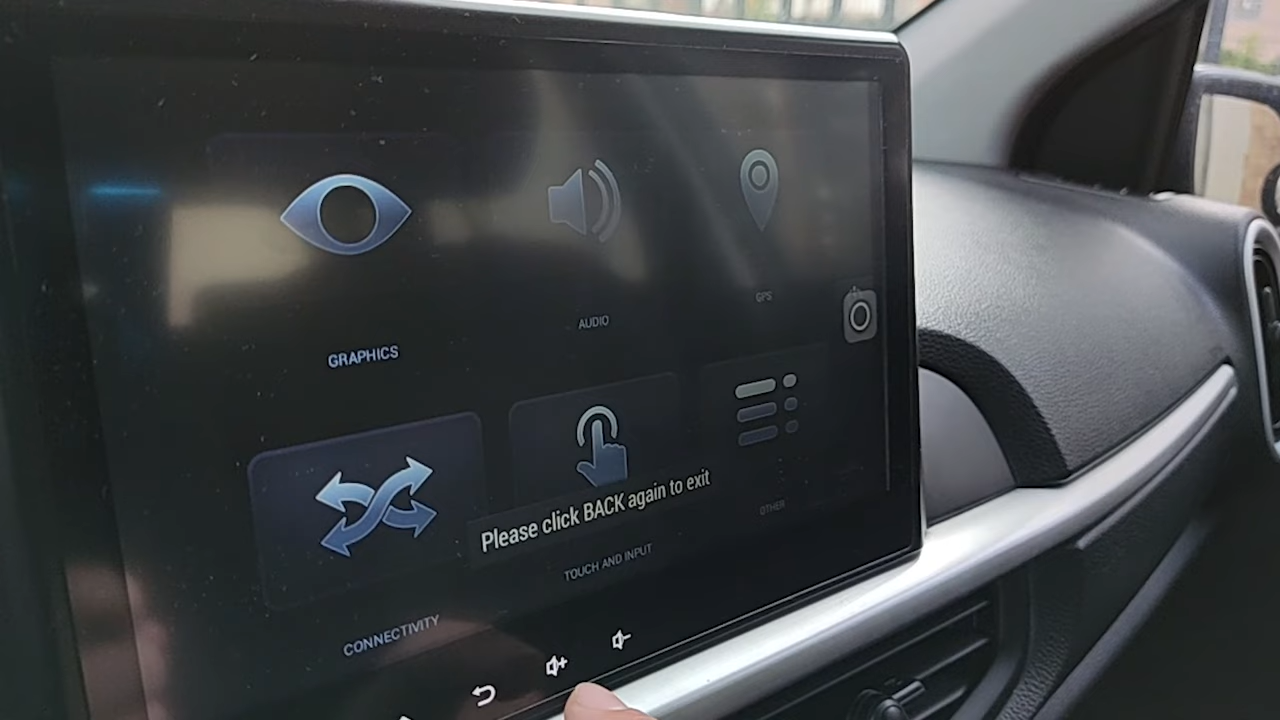 GRAPHICS
AUDIO
GPS
CONNECTIVITY
TOUCH AND INPUT
OTHER
Please click BACK again to exit